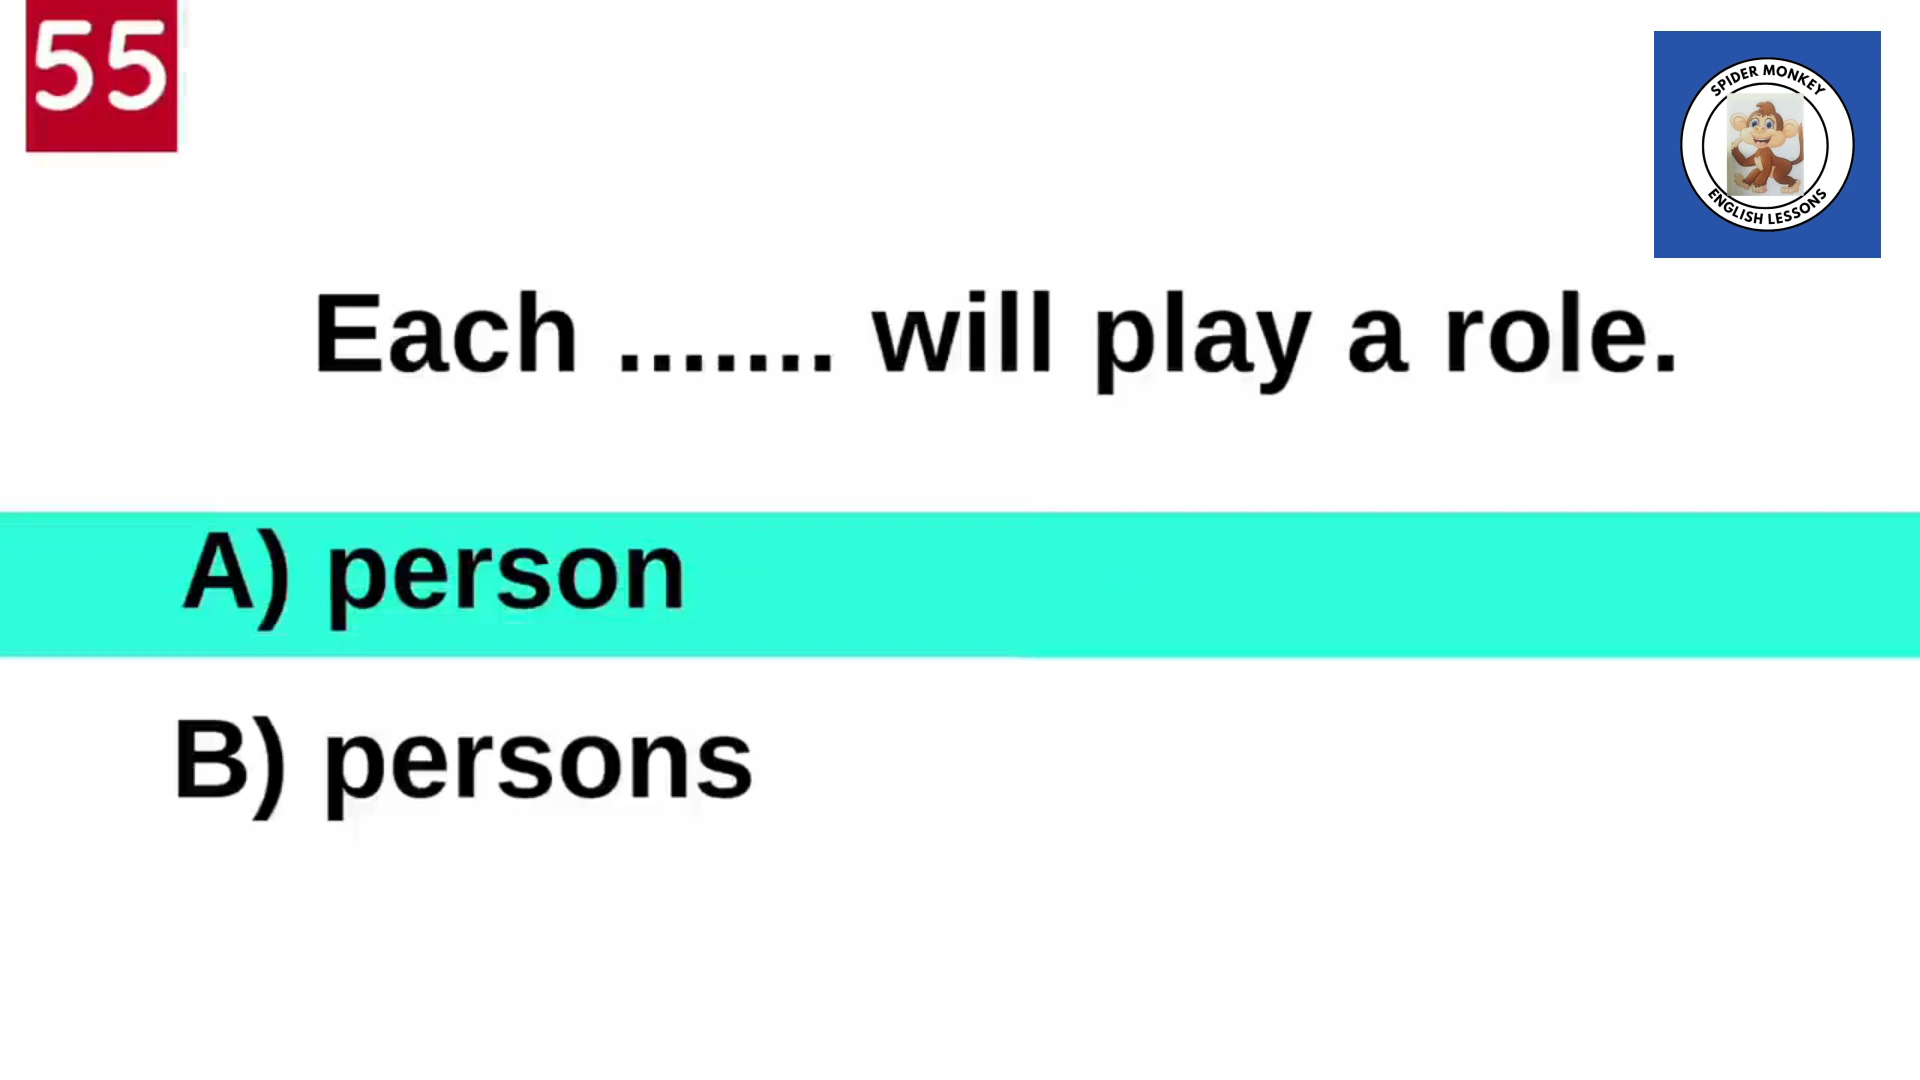 55
SPIDER MONKEY
ENGLISH LESSONS
Each ....... will play a role.
A) person
B) persons